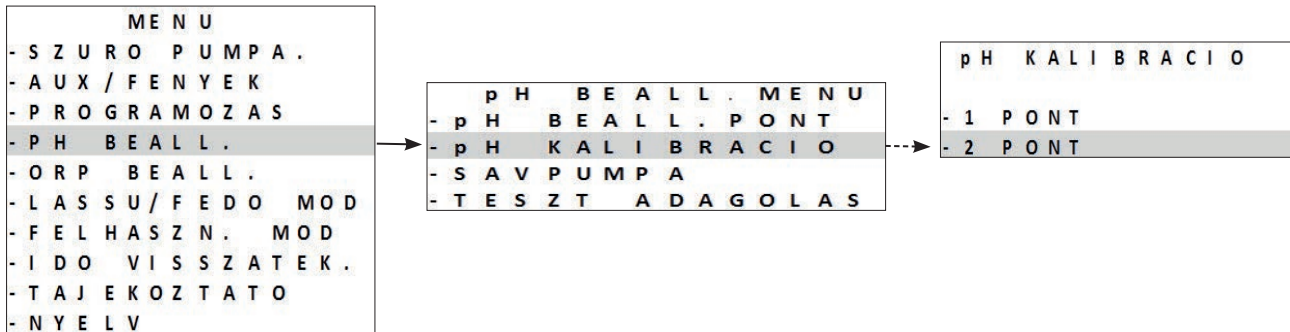 MENU
- SZURO PUMPA.
- AUX/FENYEK
- PROGRAMOZAS
- PH BEALL.
- ORP BEALL.
- LASSU/FEDO MOD
- FELHASZN. MOD
- IDO VISSZATEK.
- TAJEKOZTATO
- NYELV
pH BEALL. MENU
- pH BEALL. PONT
- pH KALIBRACIO
- SAVPUMPA
- TESZT ADAGOLAS
pH KALIBRACIO
- 1 PONT
- 2 PONT